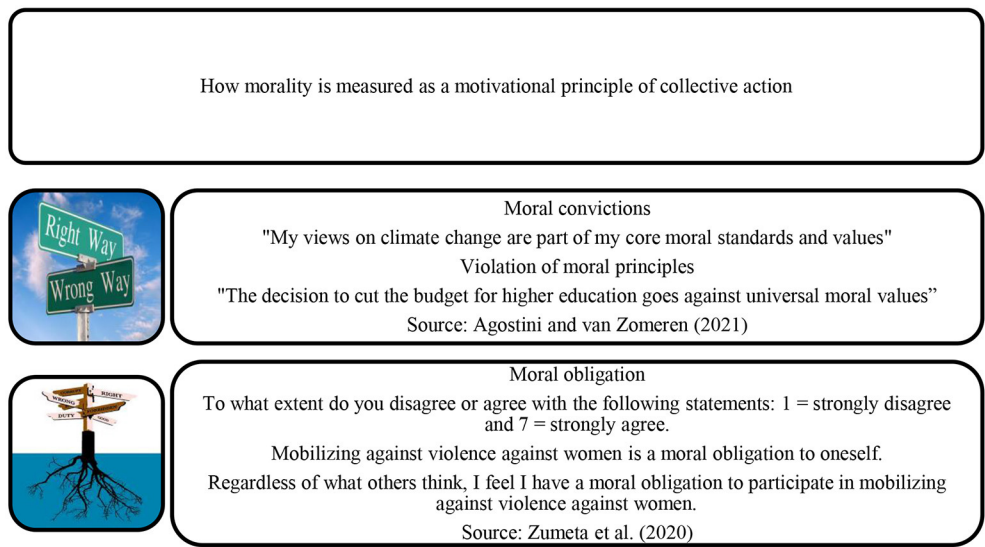 How morality is measured as a motivational principle of collective action
Right Way
Wrong Way
Moral convictions
"My views on climate change are part of my core moral standards and values"
Violation of moral principles
"The decision to cut the budget for higher education goes against universal moral values”
Source: Agostini and van Zomeren (2021)
WRONG
RIGHT
DUTY
Moral obligation
To what extent do you disagree or agree with the following statements: 1 = strongly disagree
and 7 = strongly agree.
Mobilizing against violence against women is a moral obligation to oneself.
Regardless of what others think, I feel I have a moral obligation to participate in mobilizing
against violence against women.
Source: Zumeta et al. (2020)